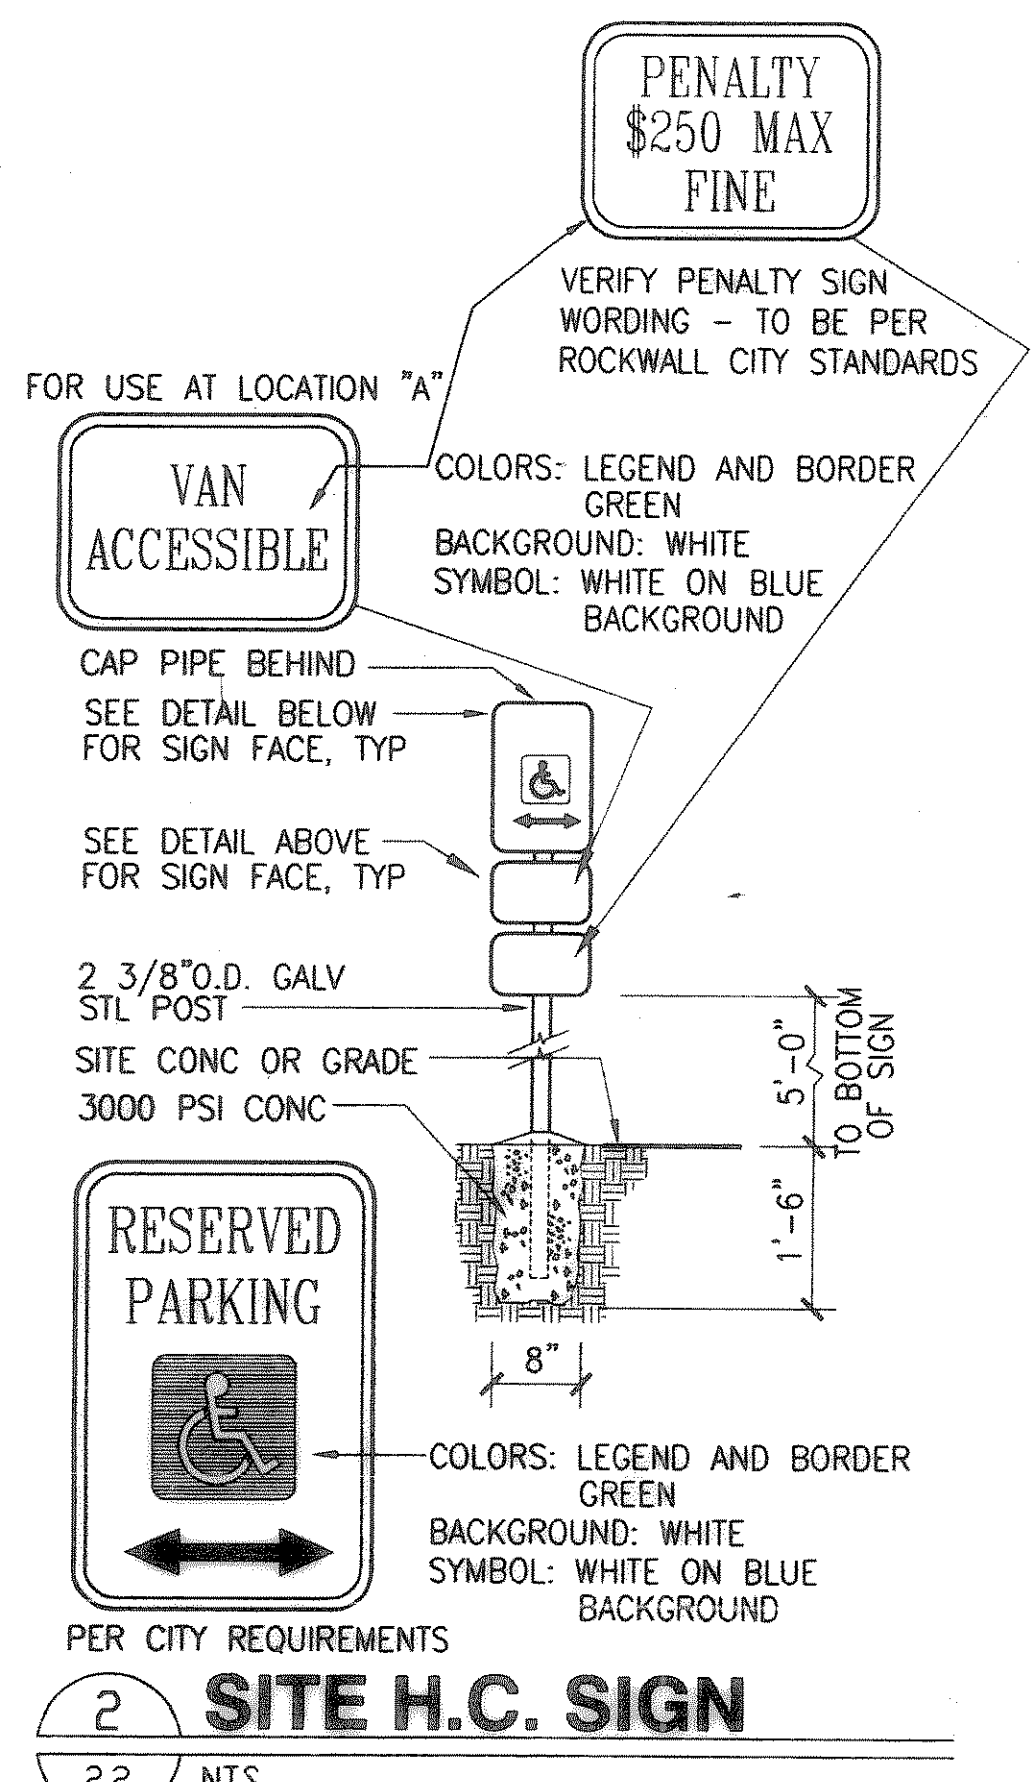 PENALTY
$250 MAX
FINE
VERIFY PENALTY SIGN
WORDING - TO BE PER
ROCKWALL CITY STANDARDS
FOR USE AT LOCATION "A"
VAN
ACCESSIBLE
COLORS: LEGEND AND BORDER
GREEN
BACKGROUND: WHITE
SYMBOL: WHITE ON BLUE
BACKGROUND
CAP PIPE BEHIND
SEE DETAIL BELOW
FOR SIGN FACE, TYP
SEE DETAIL ABOVE
FOR SIGN FACE, TYP
2 3/8"O.D. GALV
STL POST
SITE CONC OR GRADE
3000 PSI CONC
5'-0"
TO BOTTOM
OF SIGN
1'-6"
8"
RESERVED
PARKING
COLORS: LEGEND AND BORDER
GREEN
BACKGROUND: WHITE
SYMBOL: WHITE ON BLUE
BACKGROUND
PER CITY REQUIREMENTS
2 SITE H.C. SIGN
22 NTS